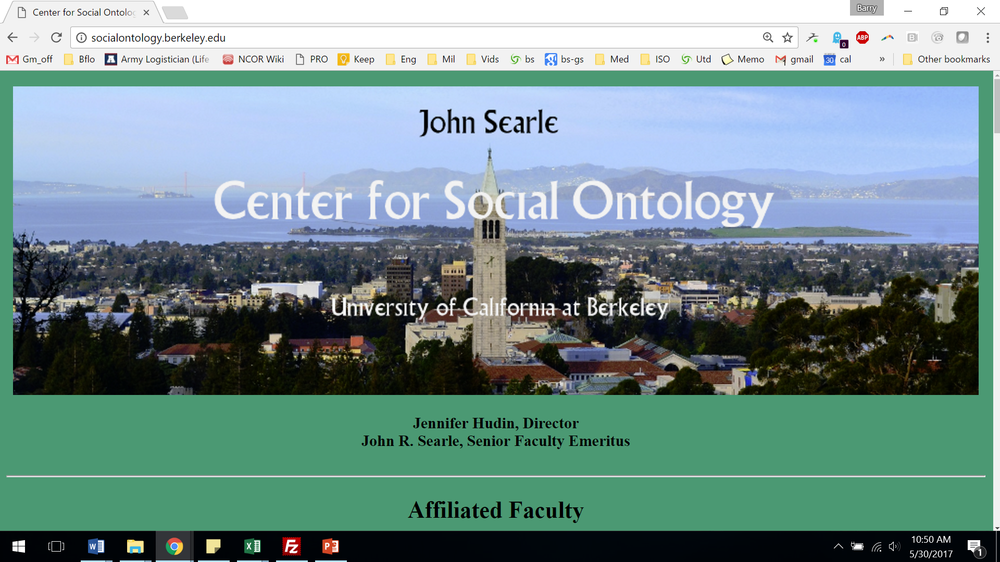 Center for Social Ontolog
Barry
socialontology.berkeley.edu
ABP
0
Gm_off
Bflo
Army Logistician (Life
NCOR Wiki
PRO
Keep
Eng
Mil
Vids
bs
bs-gs
Med
ISO
Utd
Memo
gmail
30
cal
»
Other bookmarks
John Searle
Center for Social Ontology
University of California at Berkeley
Jennifer Hudin, Director
John R. Searle, Senior Faculty Emeritus
Affiliated Faculty
10:50 AM
5/30/2017
1